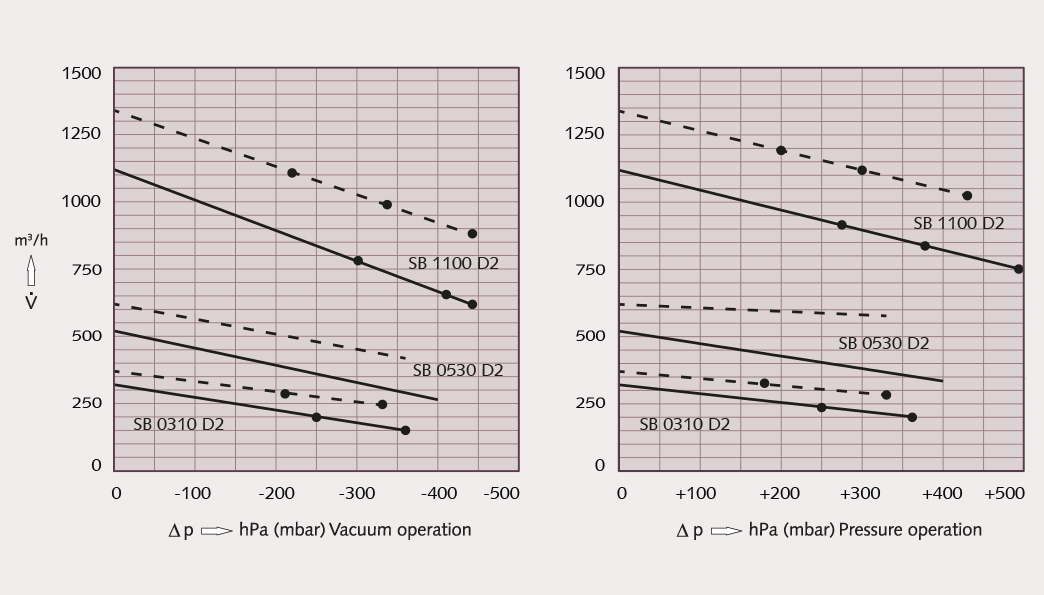 1500
1250
1000
750
500
250
0
m³/h
V̇
SB 1100 D2
SB 0530 D2
SB 0310 D2
0 -100 -200 -300 -400 -500
Δ p hPa (mbar) Vacuum operation
1500
1250
1000
750
500
250
0
SB 1100 D2
SB 0530 D2
SB 0310 D2
0 +100 +200 +300 +400 +500
Δ p hPa (mbar) Pressure operation